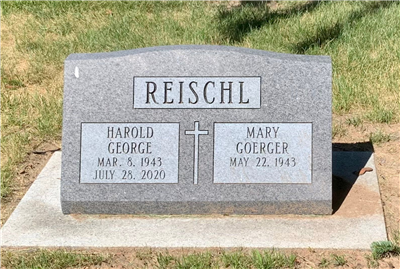 REISCHL
HAROLD
GEORGE
MAR. 8, 1943
JULY 28, 2020
MARY
GOERGER
MAY 22, 1943